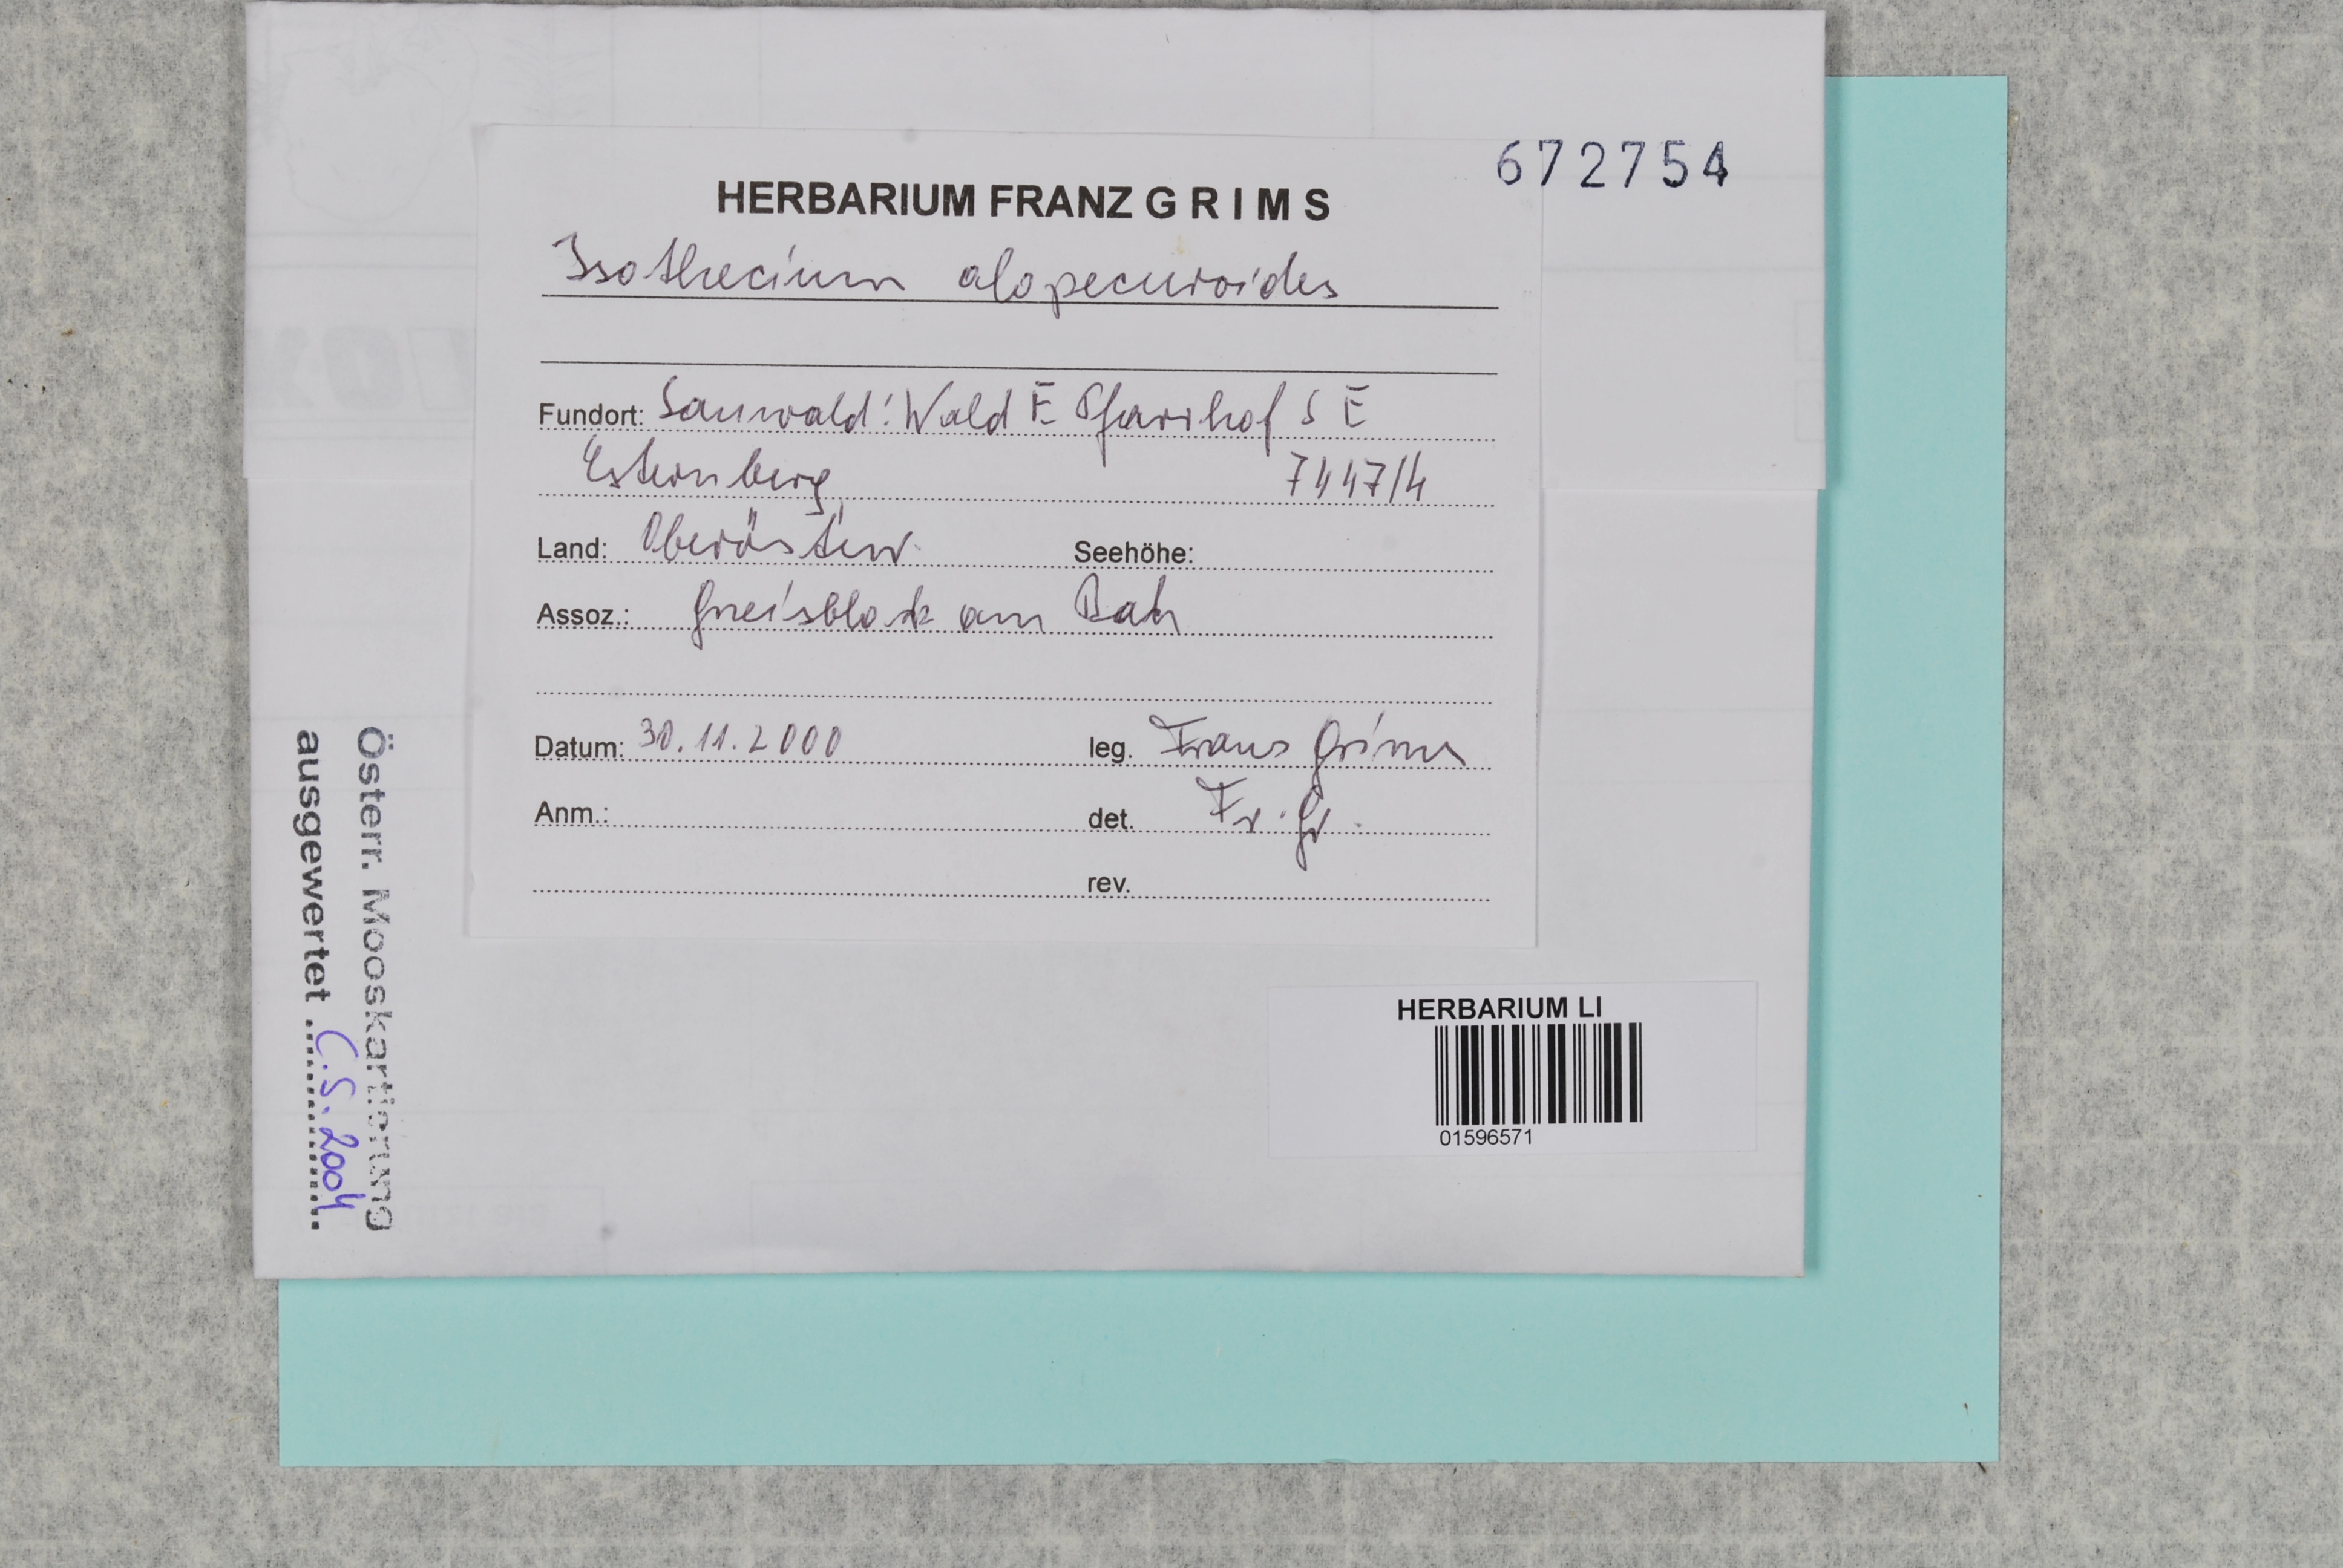 672754
HERBARIUM FRANZ G R I M S
Isothecium alopecuroides
Fundort: Sauwald: Wald E Pfarrhof S E
Esternberg 7447/4
Land: Oberösterr. Seehöhe:
Assoz.: Gneisblock am Bach
Datum: 30.11.2000 leg. Franz Grims
Anm.: det. Fr. Gr.
rev.
Österr. Mooskartierung
ausgewertet C.S. 2004
HERBARIUM LI
01596571